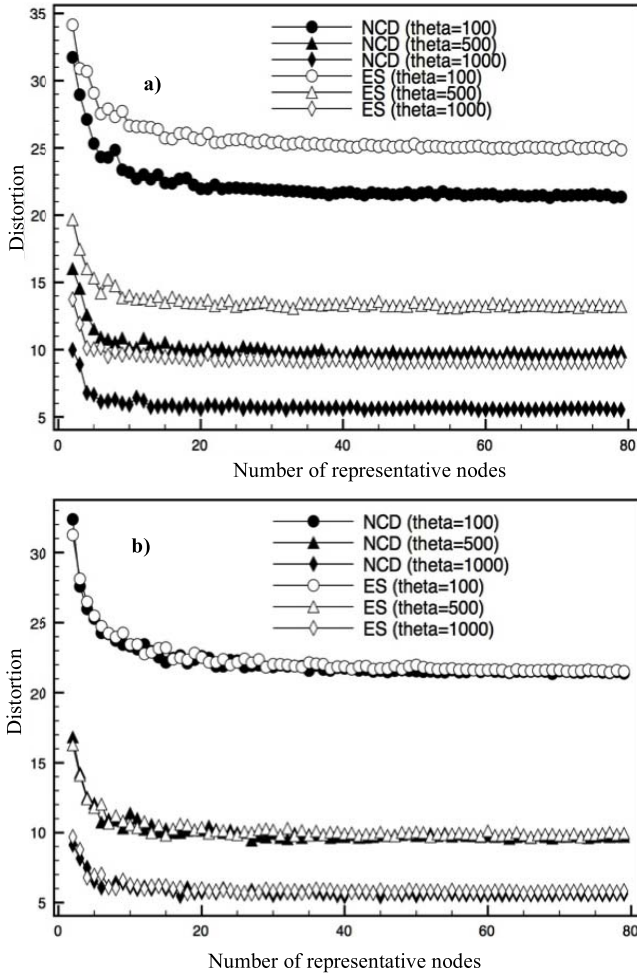 35
30
25
20
15
10
5
Distortion
a)
NCD (theta=100)
NCD (theta=500)
NCD (theta=1000)
ES (theta=100)
ES (theta=500)
ES (theta=1000)
0 20 40 60 80
Number of representative nodes
30
25
20
15
10
5
Distortion
b)
NCD (theta=100)
NCD (theta=500)
NCD (theta=1000)
ES (theta=100)
ES (theta=500)
ES (theta=1000)
0 20 40 60 80
Number of representative nodes